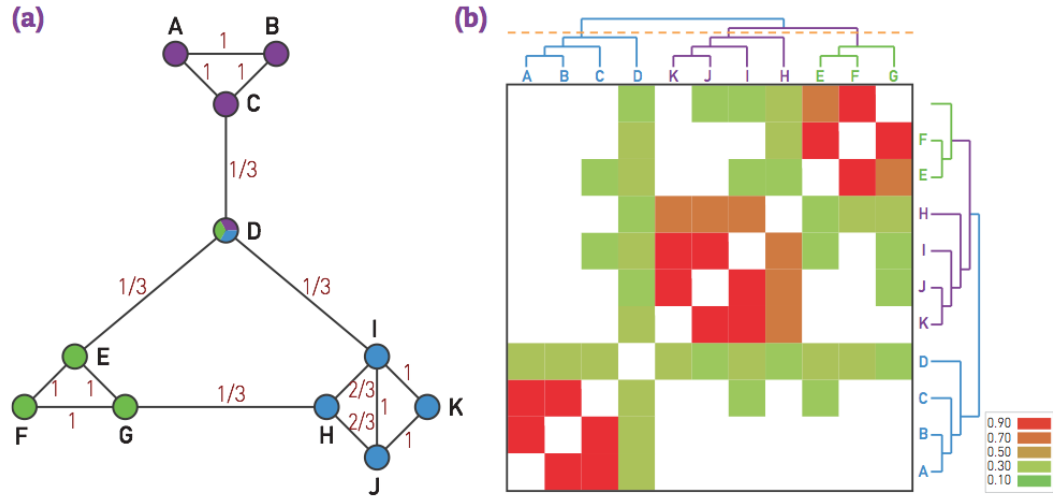 (a)
A
B
1
1
1
C
1/3
D
1/3
1/3
E
I
1
1
2/3
1
1
1/3
F
1
G
H
2/3
1
K
J
(b)
A B C D K J I H E F G
F
E
H
I
J
K
D
C
B
A
0.90
0.70
0.50
0.30
0.10